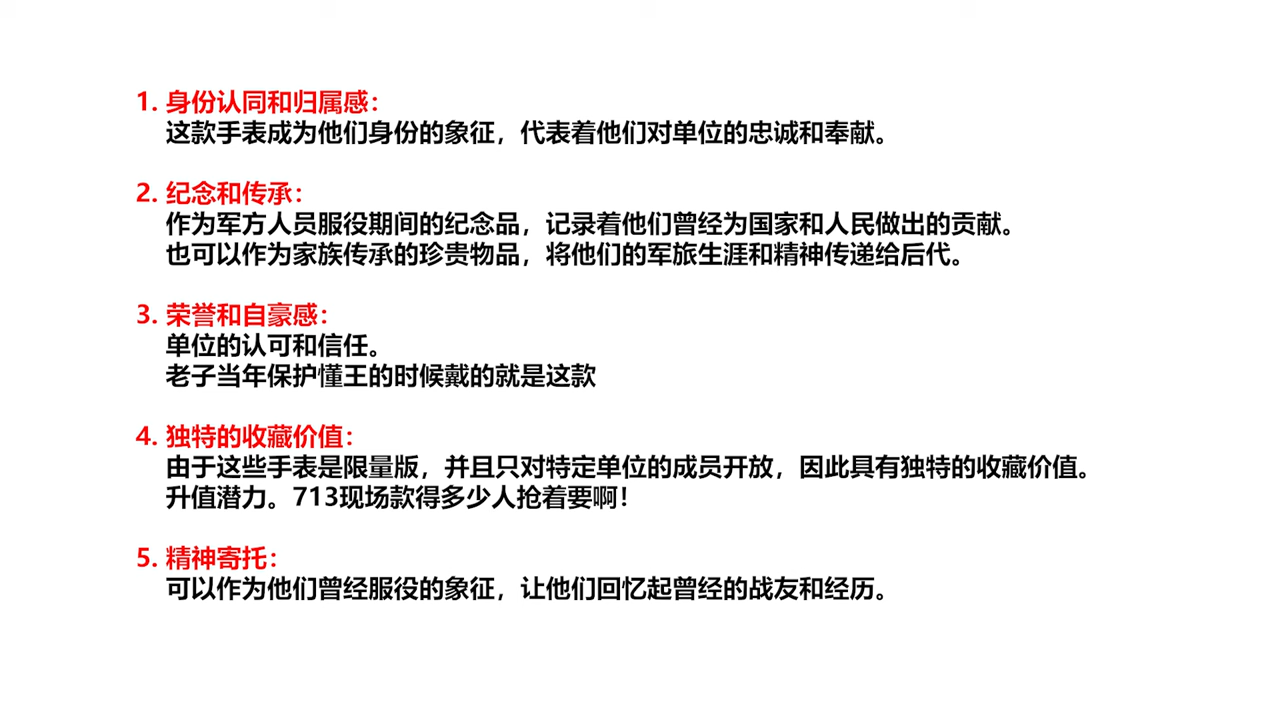 1. 身份认同和归属感：
这款手表成为他们身份的象征，代表着他们对单位的忠诚和奉献。
2. 纪念和传承：
作为军方人员服役期间的纪念品，记录着他们曾经为国家和人民做出的贡献。
也可以作为家族传承的珍贵物品，将他们的军旅生涯和精神传递给后代。
3. 荣誉和自豪感：
单位的认可和信任。
老子当年保护懂王的时候戴的就是这款
4. 独特的收藏价值：
由于这些手表是限量版，并且只对特定单位的成员开放，因此具有独特的收藏价值。
升值潜力。713现场款得多少人抢着要啊！
5. 精神寄托：
可以作为他们曾经服役的象征，让他们回忆起曾经的战友和经历。